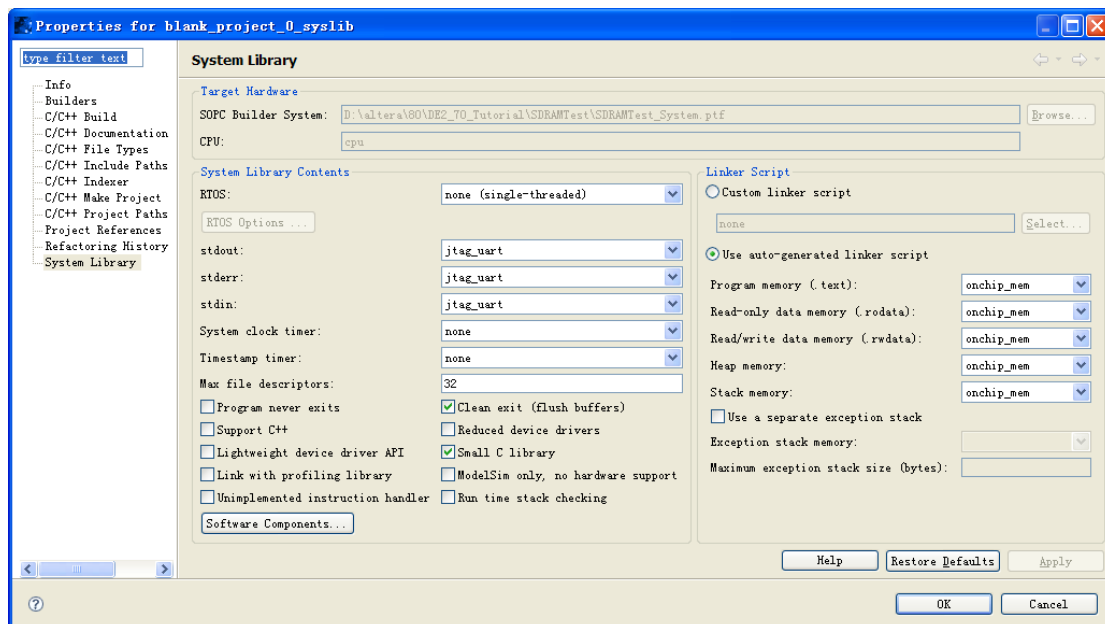 Properties for blank_project_0_syslib
type filter text
Info
Builders
C/C++ Build
C/C++ Documentation
C/C++ File Types
C/C++ Include Paths
C/C++ Indexer
C/C++ Make Project
C/C++ Project Paths
Project References
Refactoring History
System Library
System Library
Target Hardware
SOPC Builder System: D:\altera\80\DE2_70_Tutorial\SDRAMTest\SDRAMTest_System.ptf Browse...
CPU: cpu
System Library Contents
RTOS: none (single-threaded)
RTOS Options ...
stdout: jtag_uart
stderr: jtag_uart
stdin: jtag_uart
System clock timer: none
Timestamp timer: none
Max file descriptors: 32
Program never exits Clean exit (flush buffers)
Support C++ Reduced device drivers
Lightweight device driver API Small C library
Link with profiling library ModelSim only, no hardware support
Unimplemented instruction handler Run time stack checking
Software Components...
Linker Script
Custom linker script
none Select...
Use auto-generated linker script
Program memory (.text): onchip_mem
Read-only data memory (.rodata): onchip_mem
Read/write data memory (.rwdata): onchip_mem
Heap memory: onchip_mem
Stack memory: onchip_mem
Use a separate exception stack
Exception stack memory:
Maximum exception stack size (bytes):
Help Restore Defaults Apply
OK Cancel